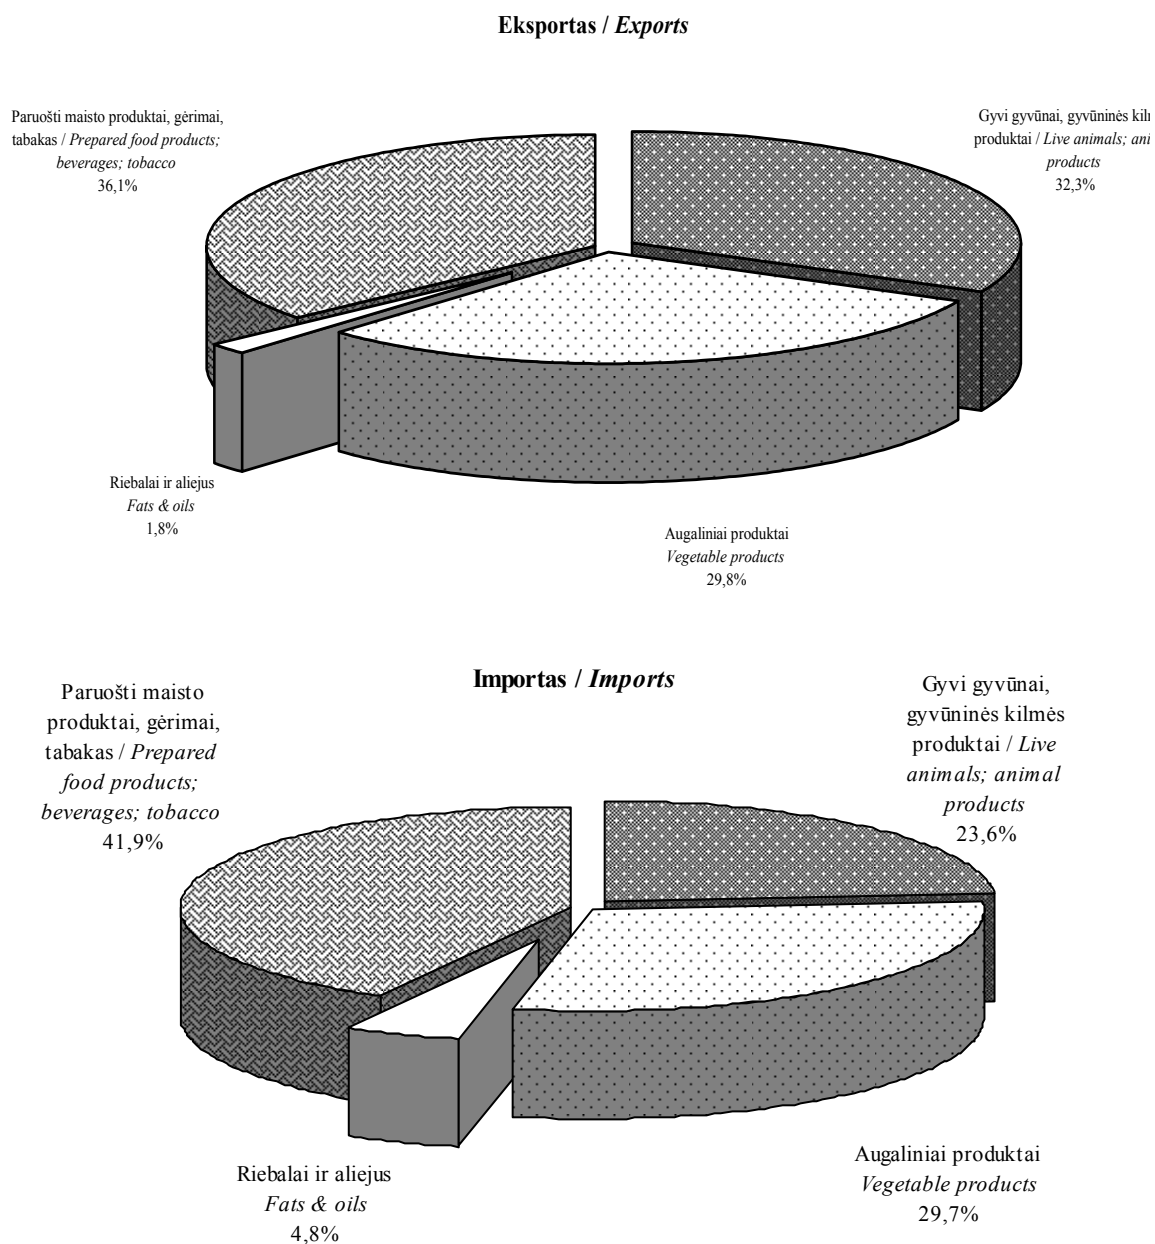 Eksportas / Exports
Paruošti maisto produktai, gėrimai,
tabakas / Prepared food products;
beverages; tobacco
36,1%
Gyvi gyvūnai, gyvūninės
produktai / Live animals;
products
32,3%
Riebalai ir aliejus
Fats & oils
1,8%
Augaliniai produktai
Vegetable products
29,8%
Importas / Imports
Paruošti maisto
produktai, gėrimai,
tabakas / Prepared
food products;
beverages; tobacco
41,9%
Gyvi gyvūnai,
gyvūninės kilmės
produktai / Live
animals; animal
products
23,6%
Riebalai ir aliejus
Fats & oils
4,8%
Augaliniai produktai
Vegetable products
29,7%